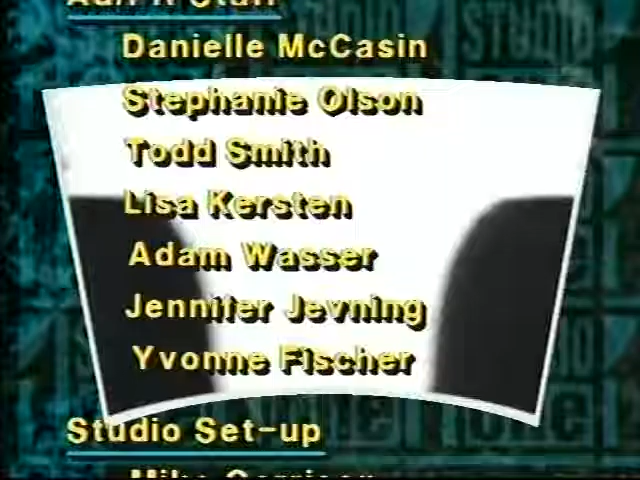 Danielle McCasin
Stephanie Olson
Todd Smith
Lisa Kersten
Adam Wasser
Jennifer Jevning
Yvonne Fischer
Studio Set-up